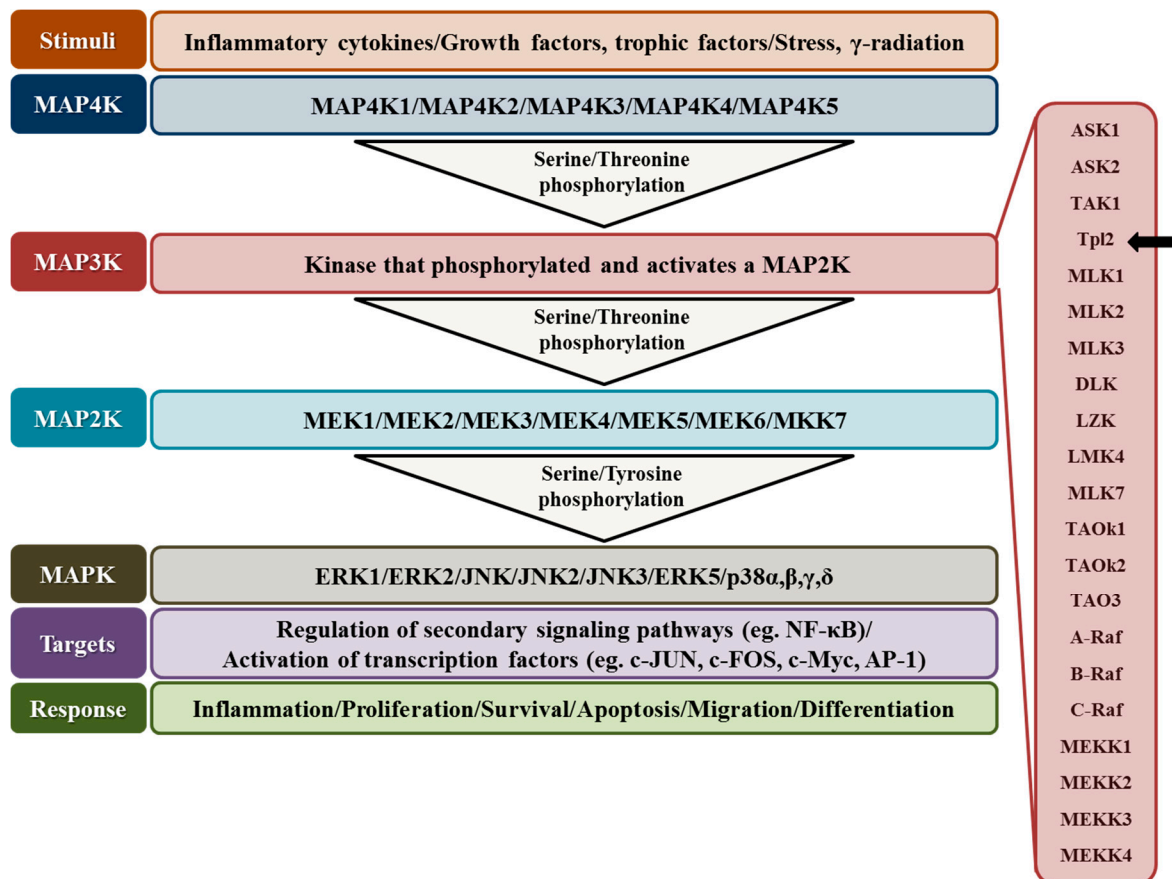 Stimuli
Inflammatory cytokines/Growth factors, trophic factors/Stress, γ-radiation
MAP4K
MAP4K1/MAP4K2/MAP4K3/MAP4K4/MAP4K5
Serine/Threonine
phosphorylation
MAP3K
Kinase that phosphorylated and activates a MAP2K
Serine/Threonine
phosphorylation
MAP2K
MEK1/MEK2/MEK3/MEK4/MEK5/MEK6/MKK7
Serine/Tyrosine
phosphorylation
MAPK
ERK1/ERK2/JNK/JNK2/JNK3/ERK5/p38α,β,γ,δ
Targets
Regulation of secondary signaling pathways (eg. NF-κB)/
Activation of transcription factors (eg. c-JUN, c-FOS, c-Myc, AP-1)
Response
Inflammation/Proliferation/Survival/Apoptosis/Migration/Differentiation
ASK1
ASK2
TAK1
Tpl2
MLK1
MLK2
MLK3
DLK
LZK
LMK4
MLK7
TAOk1
TAOk2
TAO3
A-Raf
B-Raf
C-Raf
MEKK1
MEKK2
MEKK3
MEKK4